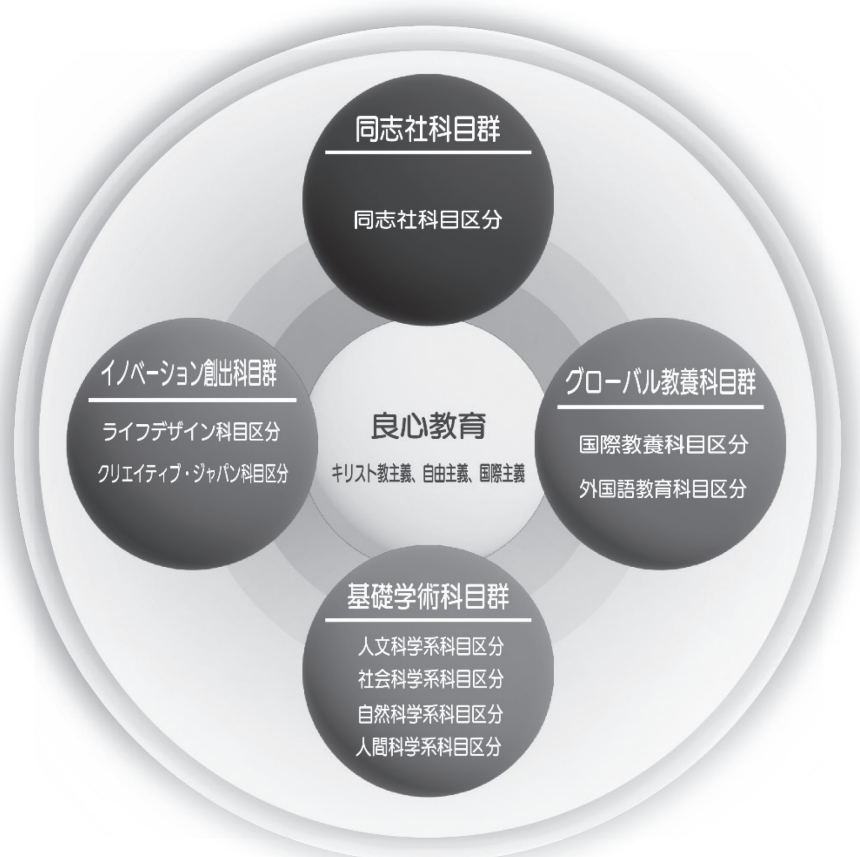 同志社科目群
同志社科目区分
イノベーション創出科目群
ライフデザイン科目区分
クリエイティブ・ジャパン科目区分
良心教育
キリスト教主義、自由主義、国際主義
グローバル教養科目群
国際教養科目区分
外国語教育科目区分
基礎学術科目群
人文科学系科目区分
社会科学系科目区分
自然科学系科目区分
人間科学系科目区分